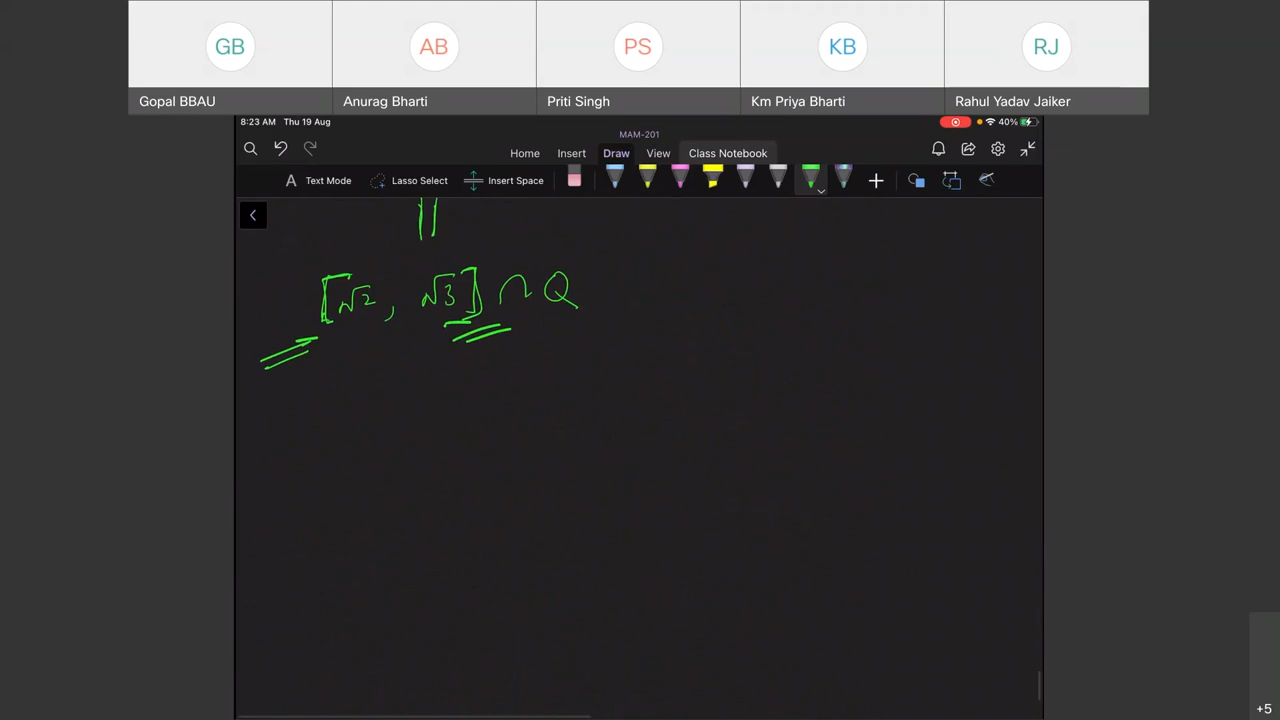 GB AB PS KB RJ
Gopal BBAU Anurag Bharti Priti Singh Km Priya Bharti Rahul Yadav Jaiker
8:23 AM Thu 19 Aug 40%
MAM-201
Home Insert Draw View Class Notebook
A Text Mode Lasso Select Insert Space
[√2, √3] ∩ Q
+5